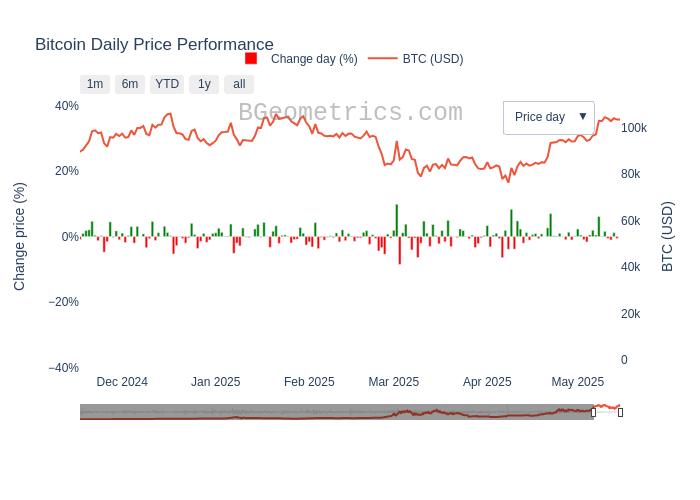 Bitcoin Daily Price Performance
Change day (%) BTC (USD)
1m 6m YTD 1y all
BGeometrics.com
Price day ▼
40%
20%
0%
−20%
−40%
Change price (%)
100k
80k
60k
40k
20k
0
BTC (USD)
Dec 2024 Jan 2025 Feb 2025 Mar 2025 Apr 2025 May 2025